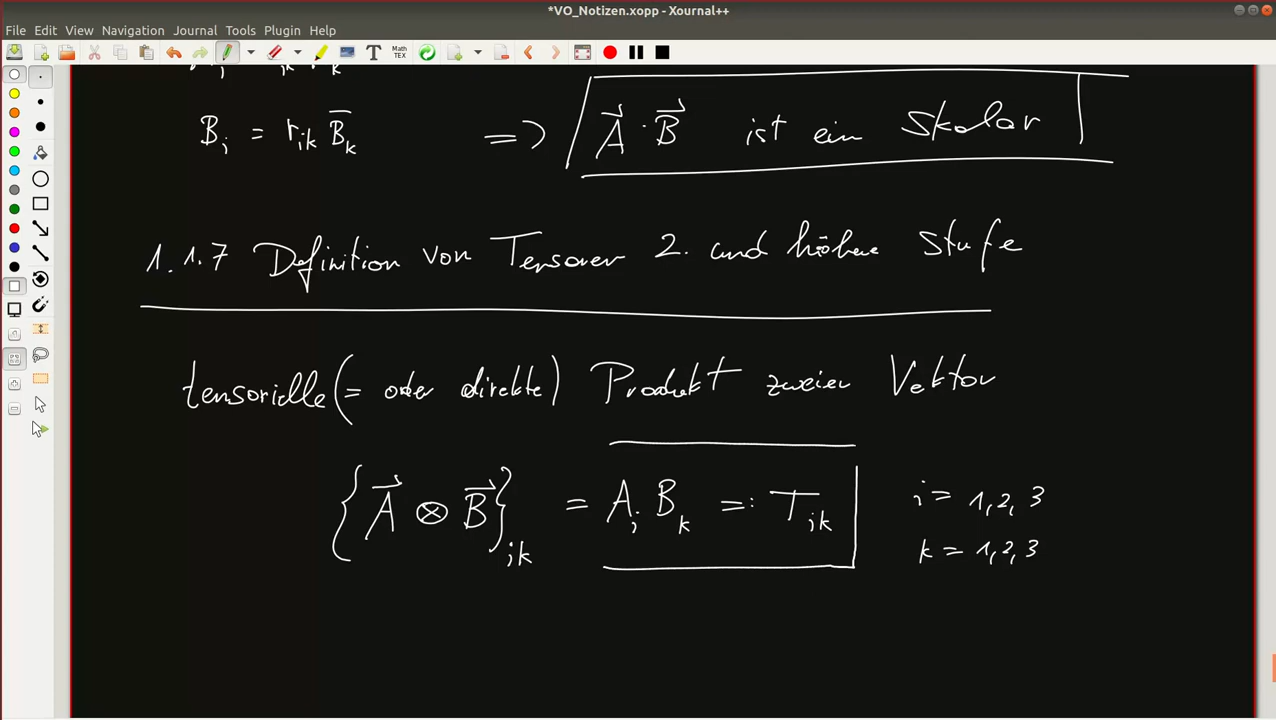 *VO_Notizen.xopp - Xournal++
File Edit View Navigation Journal Tools Plugin Help
Math TEX
B_i = r_ik B̄_k => A⃗ · B⃗ ist ein Skalar
1.1.7 Definition von Tensoren 2. und höhere Stufe
tensorielle (= oder direkte) Produkt zweier Vektor
{A⃗ ⊗ B⃗}_ik = A_i B_k =: T_ik i = 1, 2, 3
k = 1, 2, 3